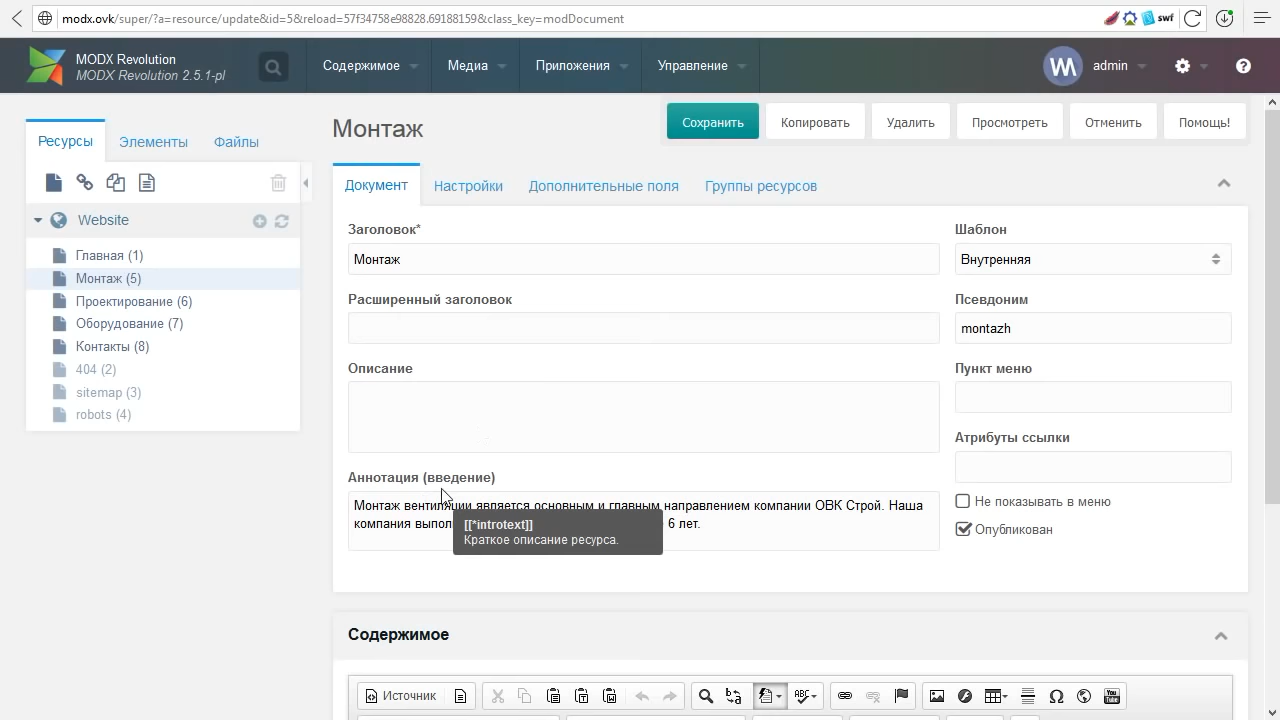 modx.ovk/super/?a=resource/update&id=5&reload=57f34758e98828.69188159&class_key=modDocument
swf
MODX Revolution
MODX Revolution 2.5.1-pl
Содержимое
Медиа
Приложения
Управление
admin
?
Монтаж
Сохранить
Копировать
Удалить
Просмотреть
Отменить
Помощь!
Ресурсы
Элементы
Файлы
Website
Главная (1)
Монтаж (5)
Проектирование (6)
Оборудование (7)
Контакты (8)
404 (2)
sitemap (3)
robots (4)
Документ
Настройки
Дополнительные поля
Группы ресурсов
Заголовок*
Монтаж
Расширенный заголовок
Описание
Аннотация (введение)
Монтаж вентиляции является основным и главным направлением компании ОВК Строй. Наша
компания 6 лет.
[[*introtext]]
Краткое описание ресурса.
Шаблон
Внутренняя
Псевдоним
montazh
Пункт меню
Атрибуты ссылки
Не показывать в меню
Опубликован
Содержимое
Источник